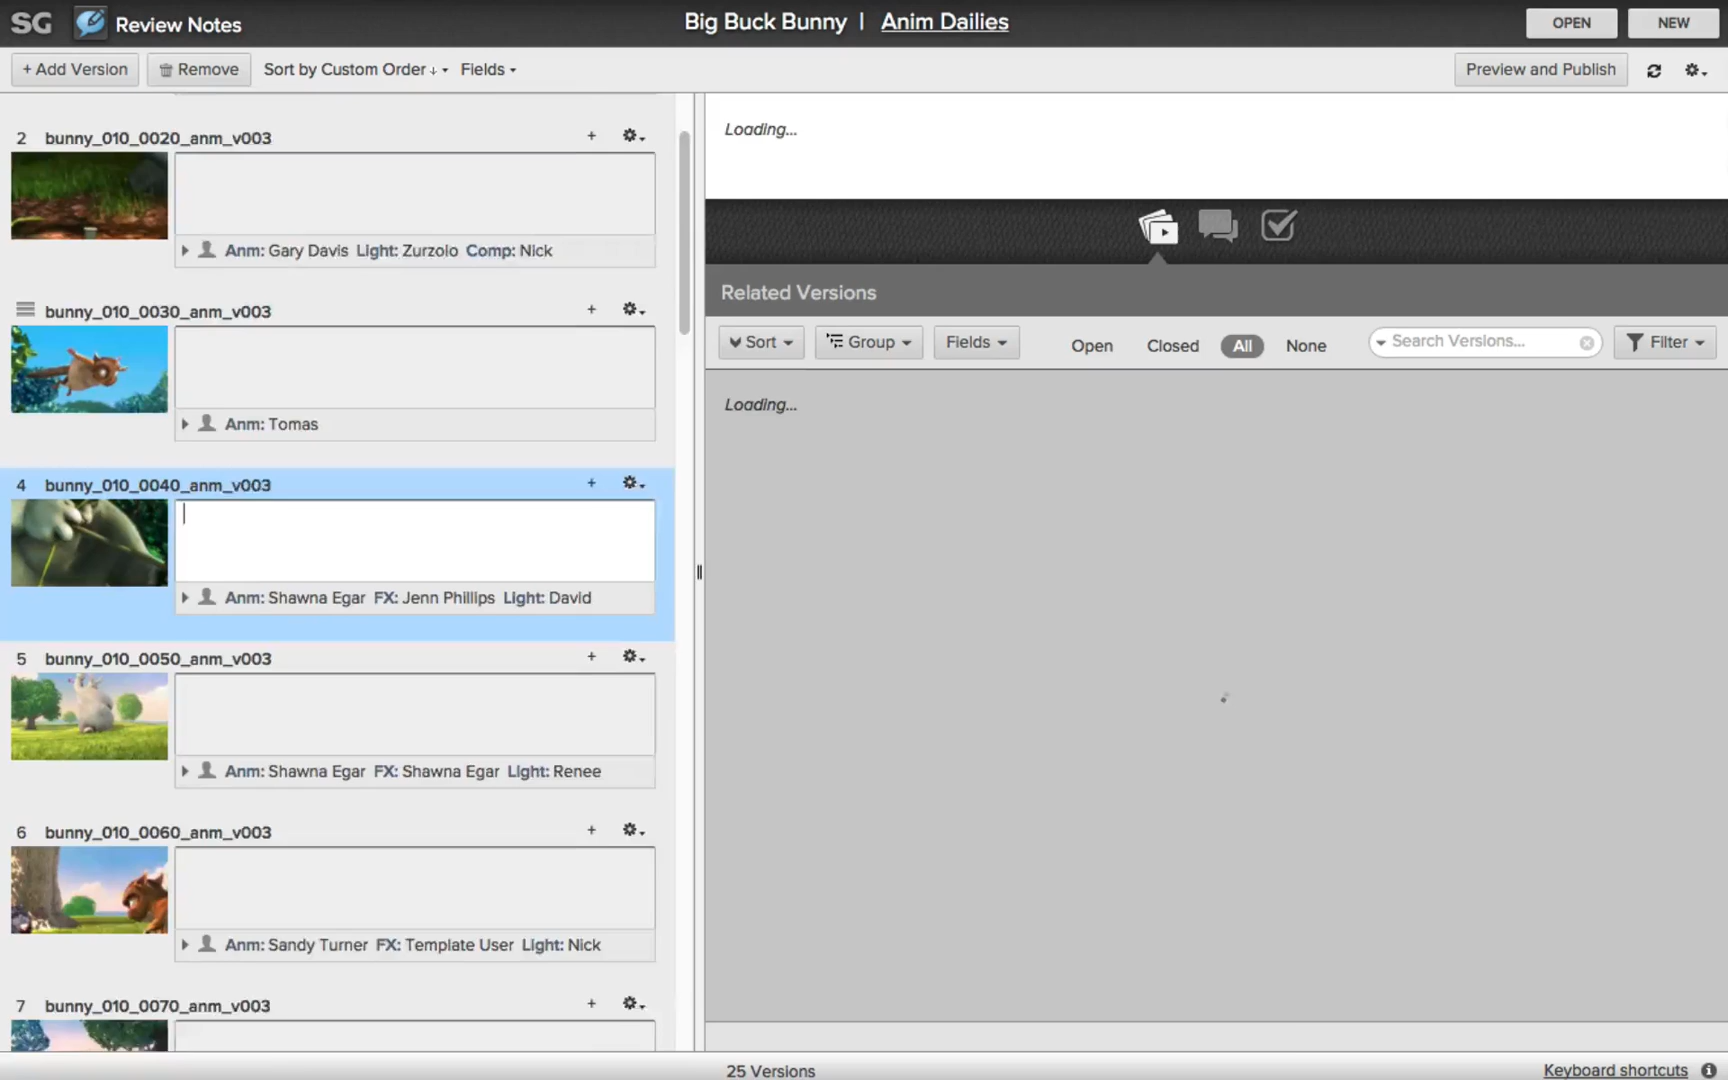 SG Review Notes
Big Buck Bunny | Anim Dailies
OPEN NEW
+ Add Version Remove Sort by Custom Order Fields
Preview and Publish
2 bunny_010_0020_anm_v003 +
Anm: Gary Davis Light: Zurzolo Comp: Nick
bunny_010_0030_anm_v003 +
Anm: Tomas
4 bunny_010_0040_anm_v003 +
Anm: Shawna Egar FX: Jenn Phillips Light: David
5 bunny_010_0050_anm_v003 +
Anm: Shawna Egar FX: Shawna Egar Light: Renee
6 bunny_010_0060_anm_v003 +
Anm: Sandy Turner FX: Template User Light: Nick
7 bunny_010_0070_anm_v003 +
Loading...
Related Versions
Sort Group Fields Open Closed All None Search Versions... Filter
Loading...
25 Versions
Keyboard shortcuts